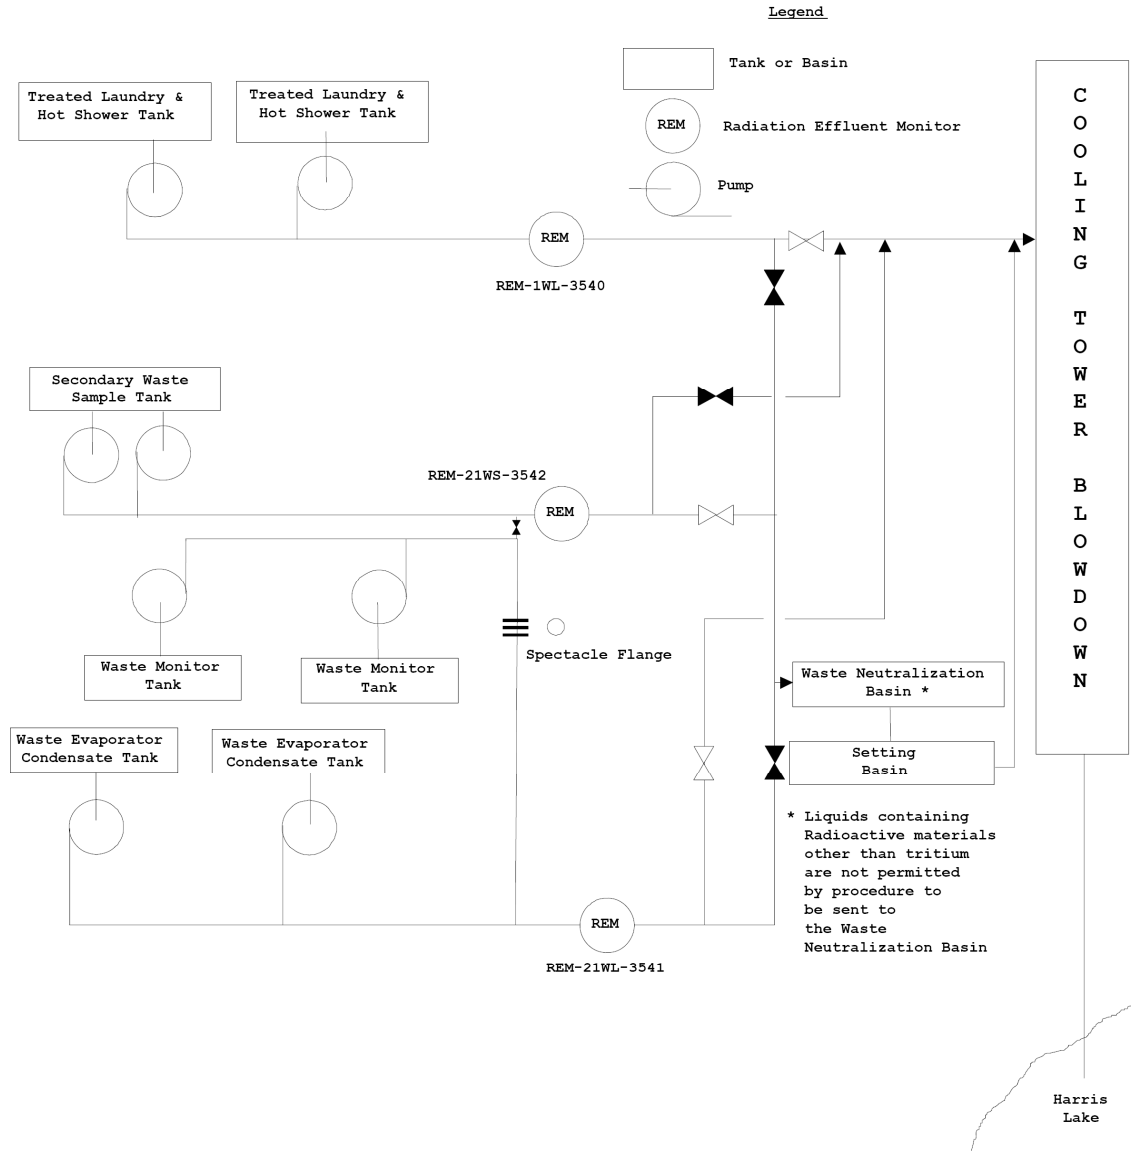 Legend
Tank or Basin
REM
Radiation Effluent Monitor
Pump
Treated Laundry &
Hot Shower Tank
Treated Laundry &
Hot Shower Tank
REM
REM-1WL-3540
Secondary Waste
Sample Tank
REM-21WS-3542
REM
Spectacle Flange
Waste Monitor
Tank
Waste Monitor
Tank
Waste Evaporator
Condensate Tank
Waste Evaporator
Condensate Tank
REM
REM-21WL-3541
Waste Neutralization
Basin *
Setting
Basin
* Liquids containing
Radioactive materials
other than tritium
are not permitted
by procedure to
be sent to
the Waste
Neutralization Basin
COOLING TOWER BLOWDOWN
Harris
Lake